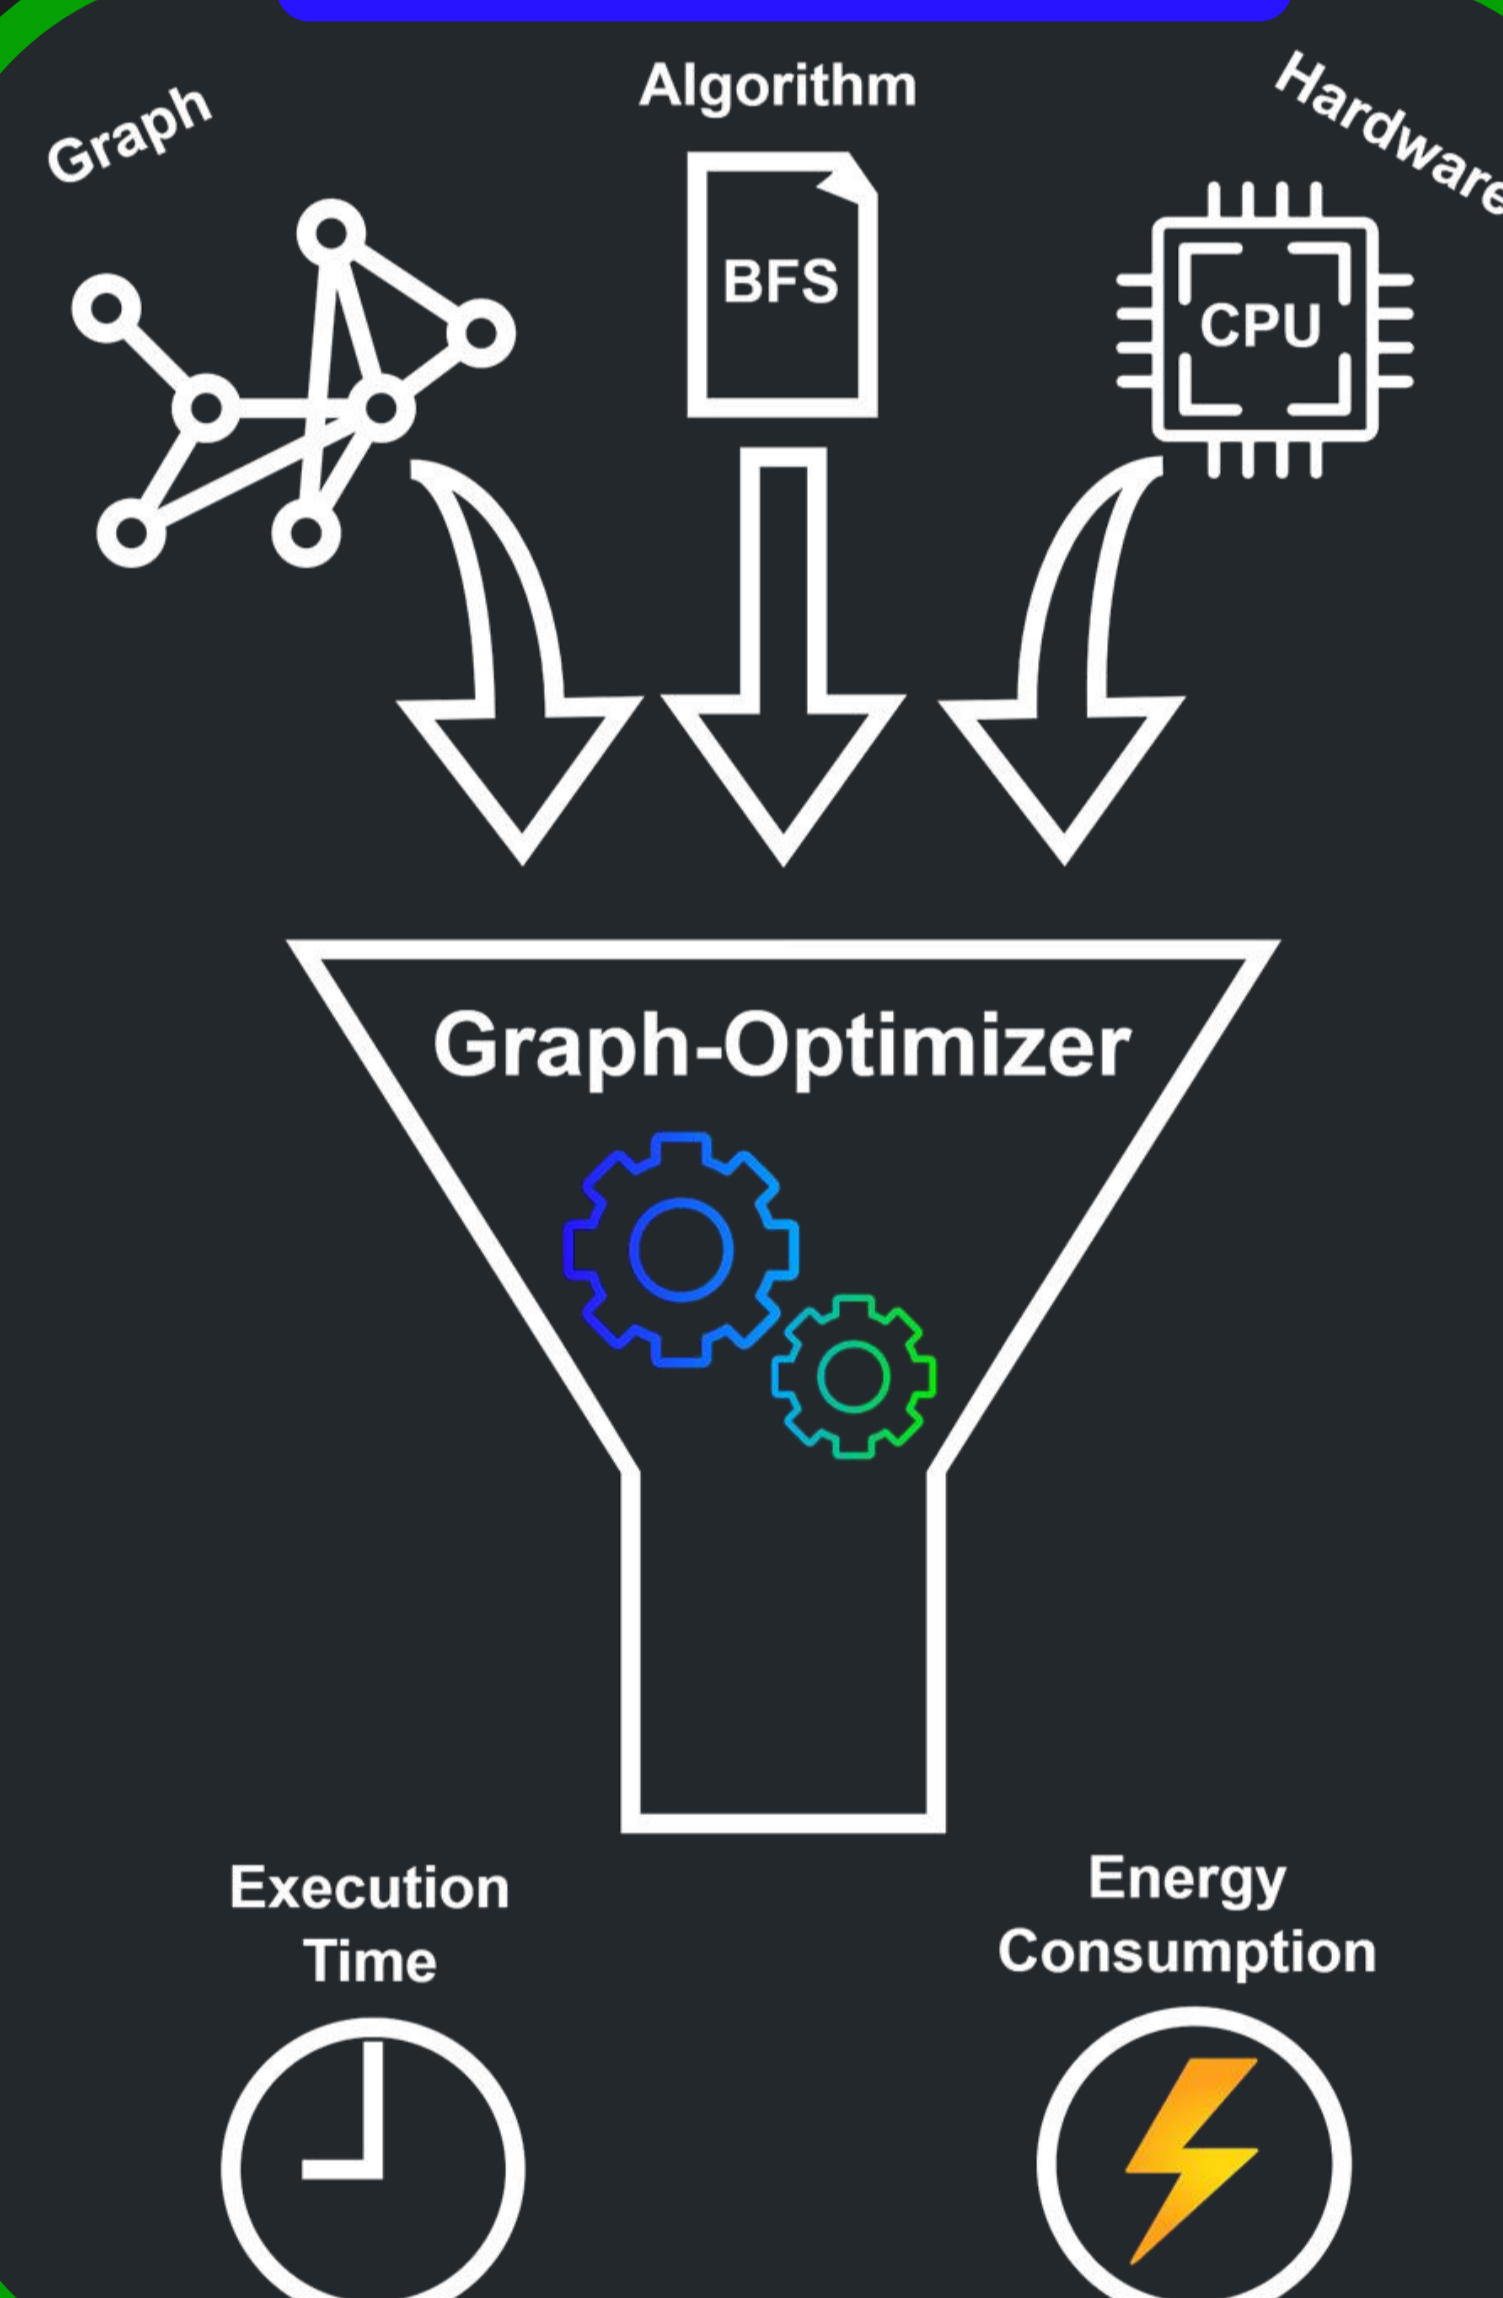 Graph
Algorithm
Hardware
BFS
CPU
Graph-Optimizer
Execution
Time
Energy
Consumption